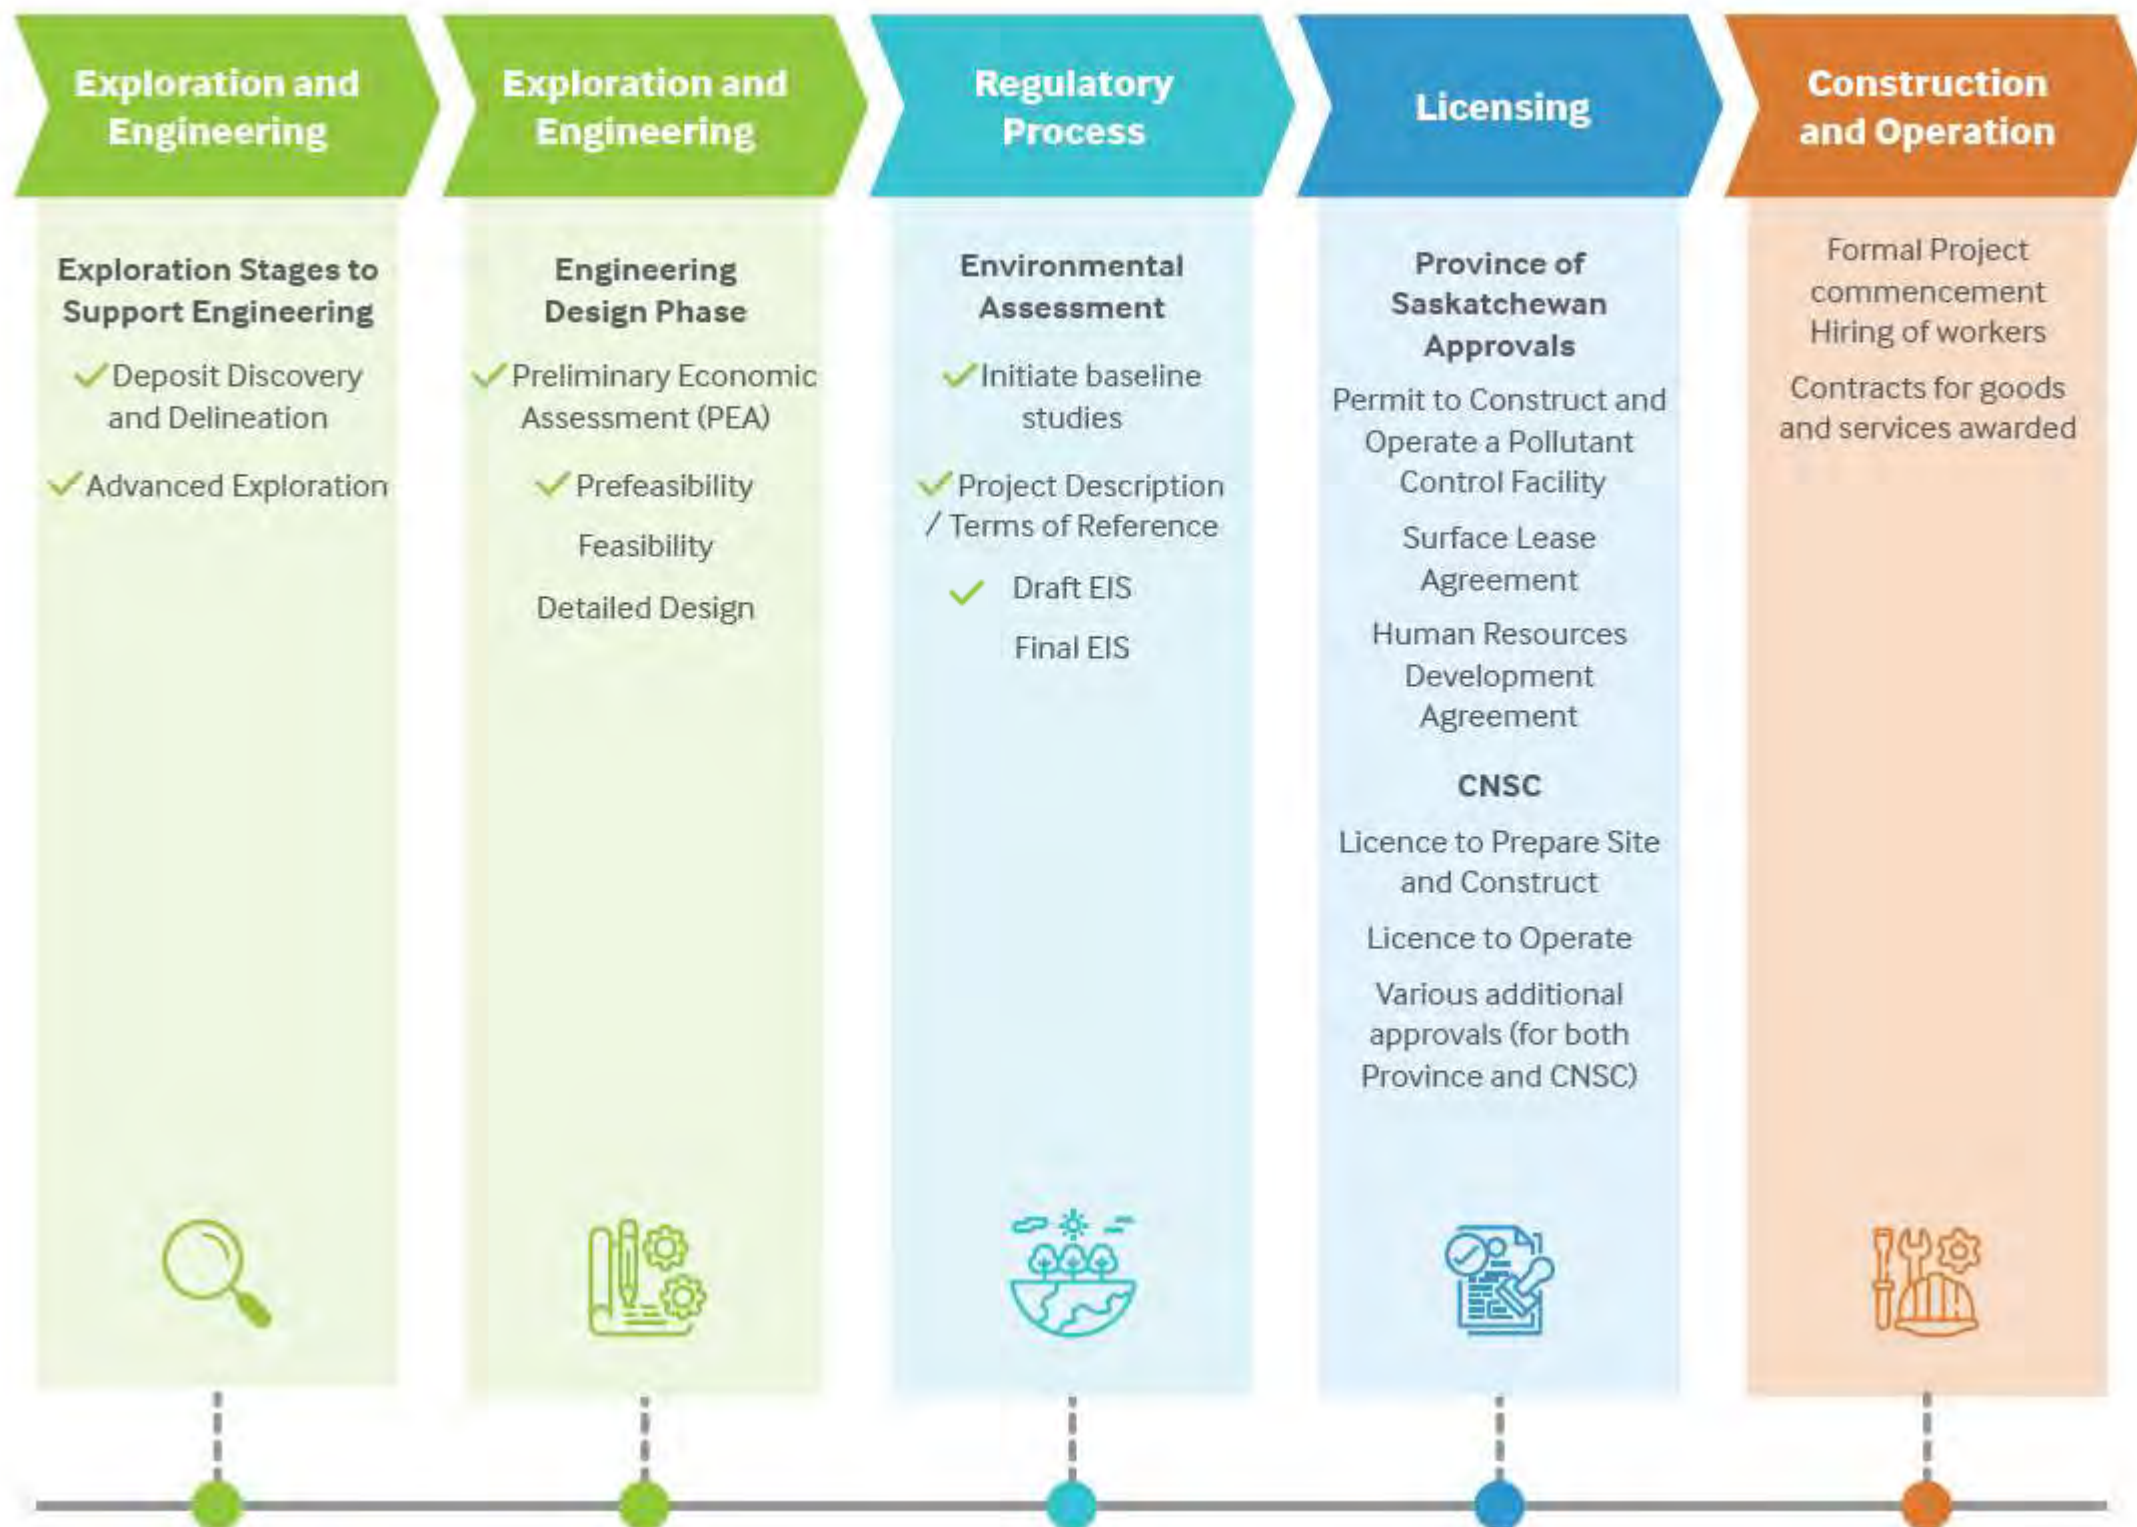 Exploration and
Engineering
Exploration and
Engineering
Regulatory
Process
Licensing
Construction
and Operation
Exploration Stages to
Support Engineering
Deposit Discovery
and Delineation
Advanced Exploration
Engineering
Design Phase
Preliminary Economic
Assessment (PEA)
Prefeasibility
Feasibility
Detailed Design
Environmental
Assessment
Initiate baseline
studies
Project Description
/ Terms of Reference
Draft EIS
Final EIS
Province of
Saskatchewan
Approvals
Permit to Construct and
Operate a Pollutant
Control Facility
Surface Lease
Agreement
Human Resources
Development
Agreement
CNSC
Licence to Prepare Site
and Construct
Licence to Operate
Various additional
approvals (for both
Province and CNSC)
Formal Project
commencement
Hiring of workers
Contracts for goods
and services awarded